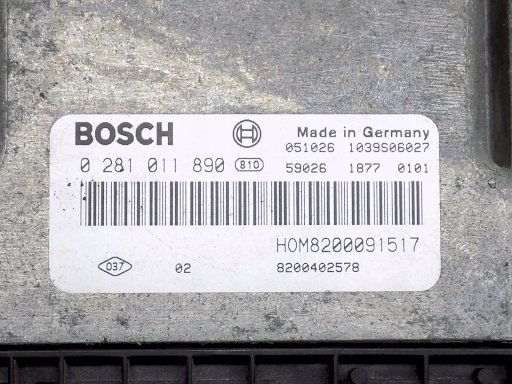 BOSCH
Made in Germany
051026 1039S06027
0 281 011 890 810
59026 1877 0101
HOM8200091517
037 02 8200402578